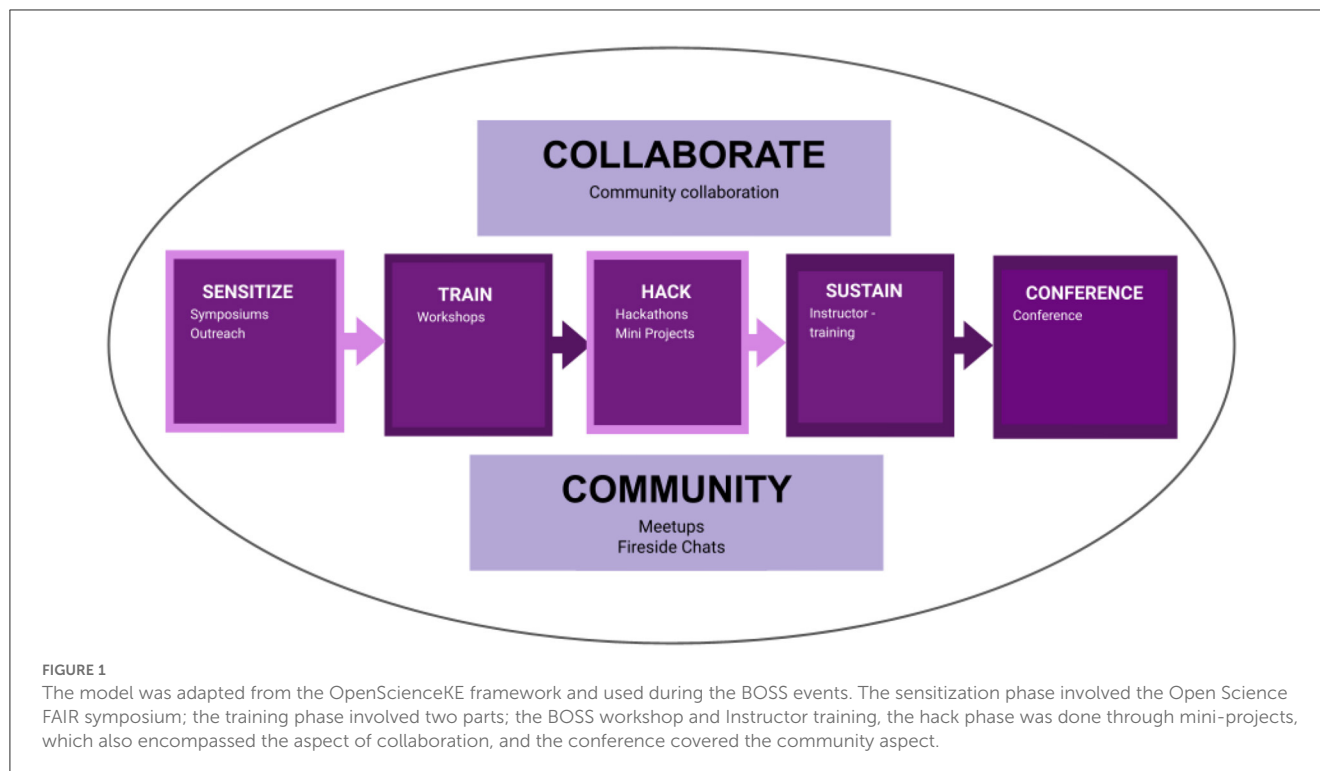 COLLABORATE
Community collaboration
SENSITIZE
Symposiums
Outreach
TRAIN
Workshops
HACK
Hackathons
Mini Projects
SUSTAIN
Instructor -
training
CONFERENCE
Conference
COMMUNITY
Meetups
Fireside Chats
FIGURE 1
The model was adapted from the OpenScienceKE framework and used during the BOSS events. The sensitization phase involved the Open Science
FAIR symposium; the training phase involved two parts; the BOSS workshop and Instructor training, the hack phase was done through mini-projects,
which also encompassed the aspect of collaboration, and the conference covered the community aspect.